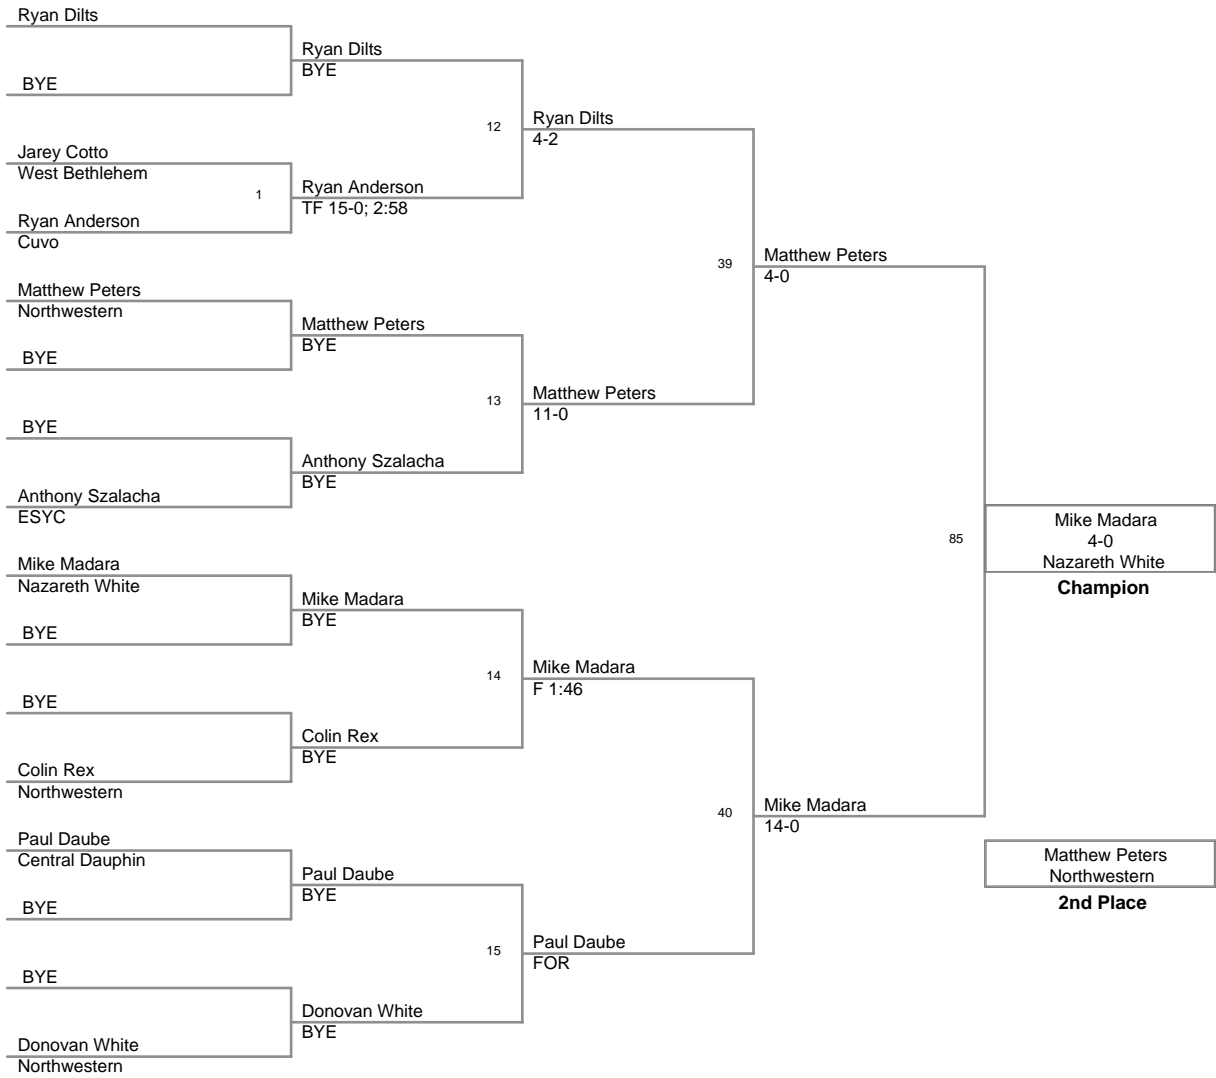 Ryan Dilts
BYE
Jarey Cotto
West Bethlehem
Ryan Anderson
Cuvo
Matthew Peters
Northwestern
BYE
BYE
Anthony Szalacha
ESYC
Mike Madara
Nazareth White
BYE
BYE
Colin Rex
Northwestern
Paul Daube
Central Dauphin
BYE
BYE
Donovan White
Northwestern
1
Ryan Dilts
BYE
Ryan Anderson
TF 15-0; 2:58
Matthew Peters
BYE
Anthony Szalacha
BYE
Mike Madara
BYE
Colin Rex
BYE
Paul Daube
BYE
Donovan White
BYE
12
13
14
15
Ryan Dilts
4-2
Matthew Peters
11-0
Mike Madara
F 1:46
Paul Daube
FOR
39
40
Matthew Peters
4-0
Mike Madara
14-0
85
Mike Madara
4-0
Nazareth White
Champion
Matthew Peters
Northwestern
2nd Place